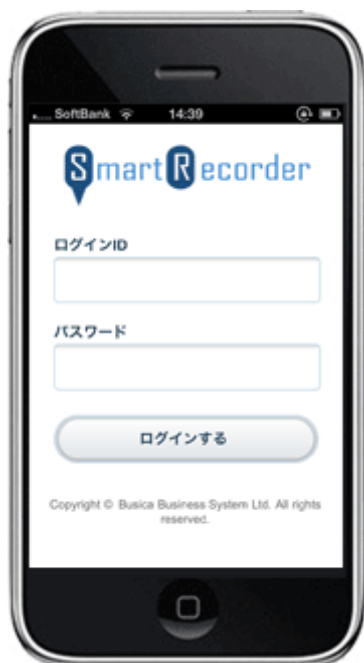 SoftBank 14:39
SmartRecorder
ログインID
パスワード
ログインする
Copyright © Busica Business System Ltd. All rights
reserved.